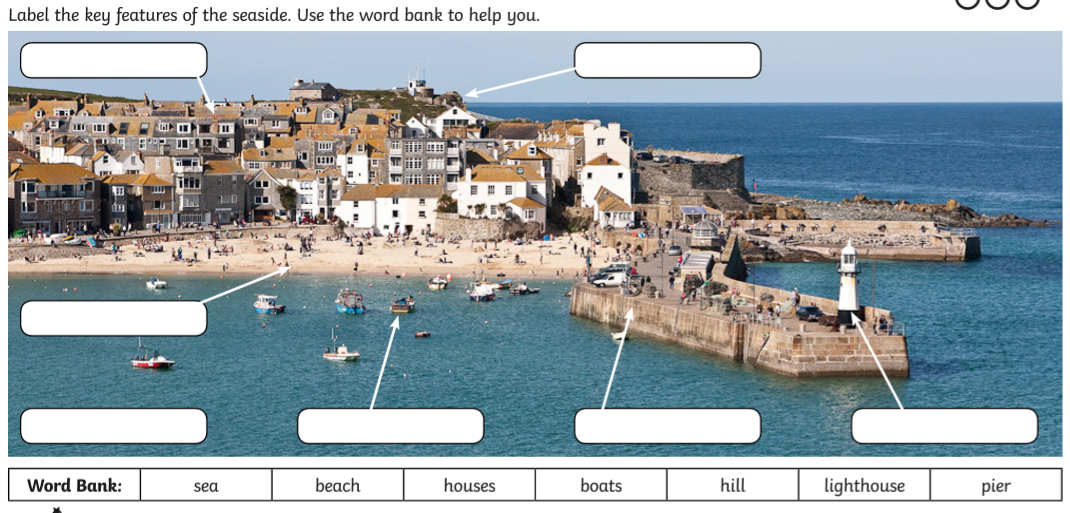 Label the key features of the seaside. Use the word bank to help you.
Word Bank: sea beach houses boats hill lighthouse pier